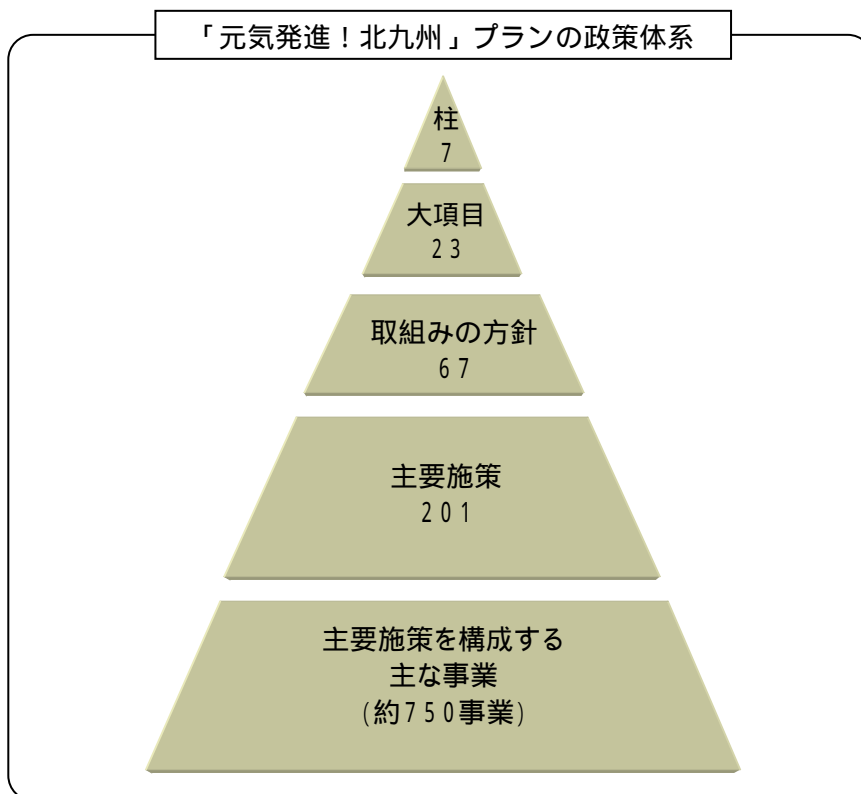 「元気発進!北九州」プランの政策体系
柱
7
大項目
23
取組みの方針
67
主要施策
201
主要施策を構成する
主な事業
(約750事業)